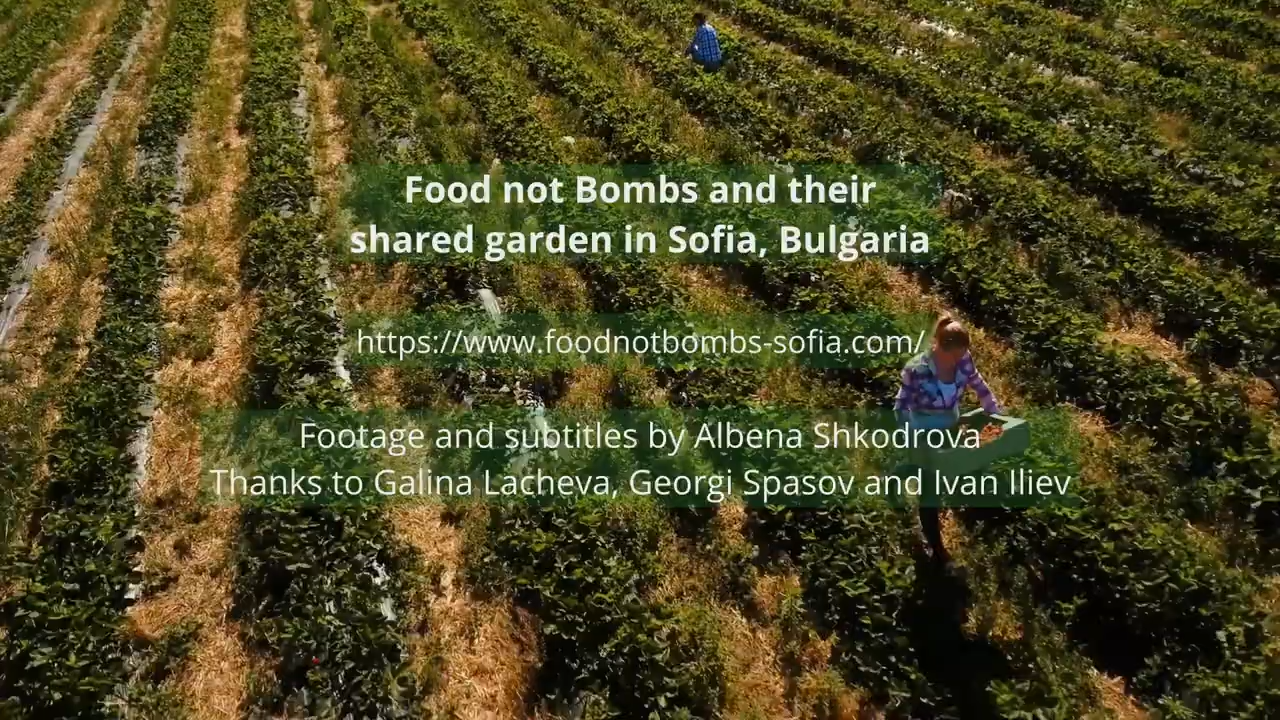 Food not Bombs and their
shared garden in Sofia, Bulgaria
https://www.foodnotbombs-sofia.com/
Footage and subtitles by Albena Shkodrova
Thanks to Galina Lacheva, Georgi Spasov and Ivan Iliev